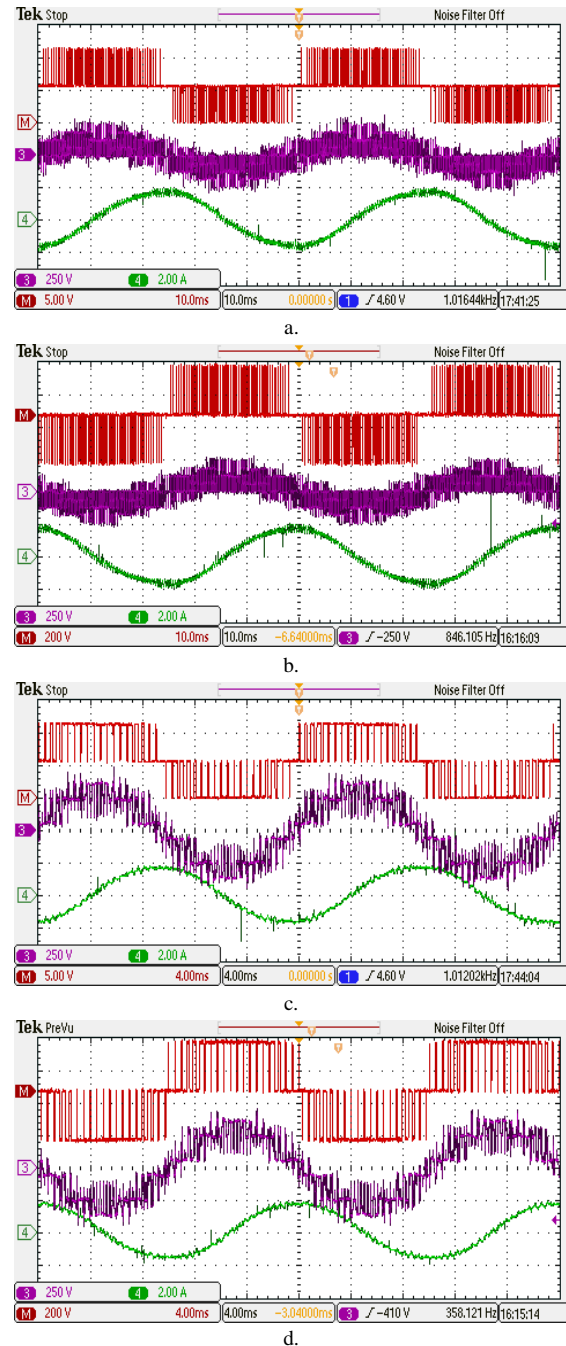 Tek Stop Noise Filter Off
M
3
4
3 250 V 4 2.00 A
M 5.00 V 10.0ms 10.0ms 0.00000 s 1 4.60 V 1.01644kHz 17:41:25
a.
Tek Stop Noise Filter Off
M
3
4
3 250 V 4 2.00 A
M 200 V 10.0ms 10.0ms -6.64000ms 3 -250 V 846.105 Hz 16:16:09
b.
Tek Stop Noise Filter Off
M
3
4
3 250 V 4 2.00 A
M 5.00 V 4.00ms 4.00ms 0.00000 s 1 4.60 V 1.01202kHz 17:44:04
c.
Tek PreVu Noise Filter Off
M
3
4
3 250 V 4 2.00 A
M 200 V 4.00ms 4.00ms -3.04000ms 3 -410 V 358.121 Hz 16:15:14
d.